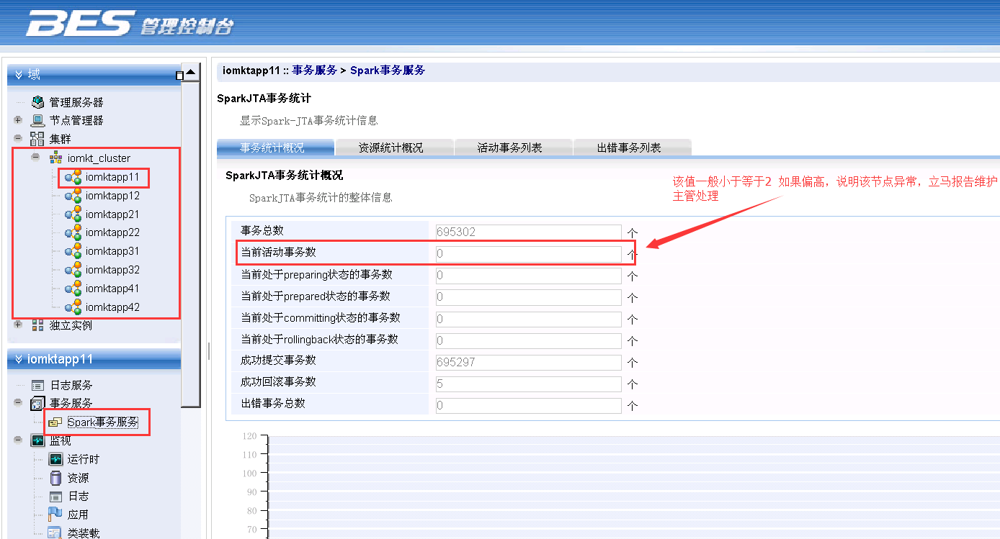 BES 管理控制台
域
管理服务器
节点管理器
集群
iomkt_cluster
iomktapp11
iomktapp12
iomktapp21
iomktapp22
iomktapp31
iomktapp32
iomktapp41
iomktapp42
独立实例
iomktapp11
日志服务
事务服务
Spark事务服务
监视
运行时
资源
日志
应用
类装载
iomktapp11 :: 事务服务 > Spark事务服务
SparkJTA事务统计
显示Spark-JTA事务统计信息
事务统计概况 资源统计概况 活动事务列表 出错事务列表
SparkJTA事务统计概况
SparkJTA事务统计的整体信息
该值一般小于等于2 如果偏高，说明该节点异常，立马报告维护
主管处理
事务总数 695302 个
当前活动事务数 0 个
当前处于preparing状态的事务数 0 个
当前处于prepared状态的事务数 0 个
当前处于committing状态的事务数 0 个
当前处于rollingback状态的事务数 0 个
成功提交事务数 695297 个
成功回滚事务数 5 个
出错事务总数 0 个
120
110
100
90
80
70